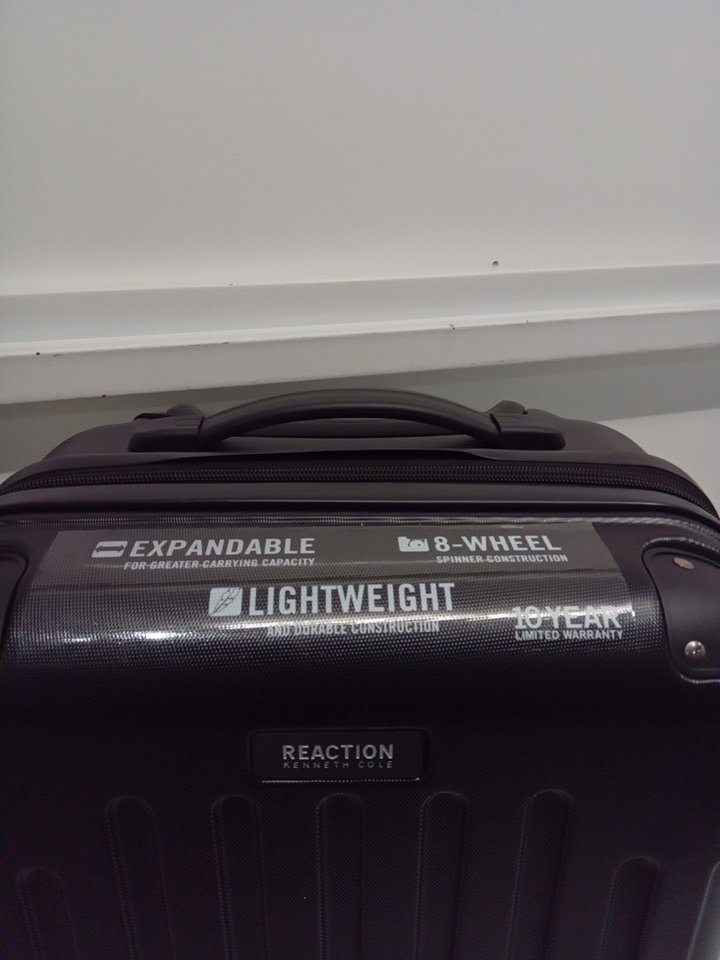 EXPANDABLE
FOR GREATER CARRYING CAPACITY
8-WHEEL
SPINNER CONSTRUCTION
LIGHTWEIGHT
AND DURABLE CONSTRUCTION
10 YEAR
LIMITED WARRANTY
REACTION
KENNETH COLE